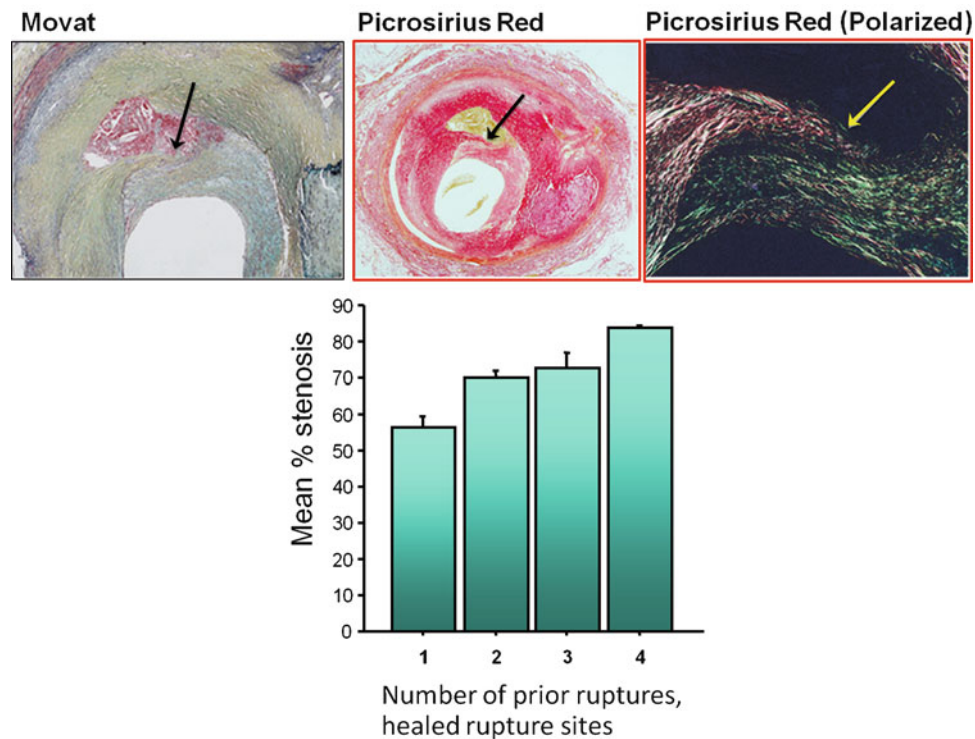 Movat
Picrosirius Red
Picrosirius Red (Polarized)
90
80
70
60
50
40
30
20
10
0
Mean % stenosis
1 2 3 4
Number of prior ruptures,
healed rupture sites